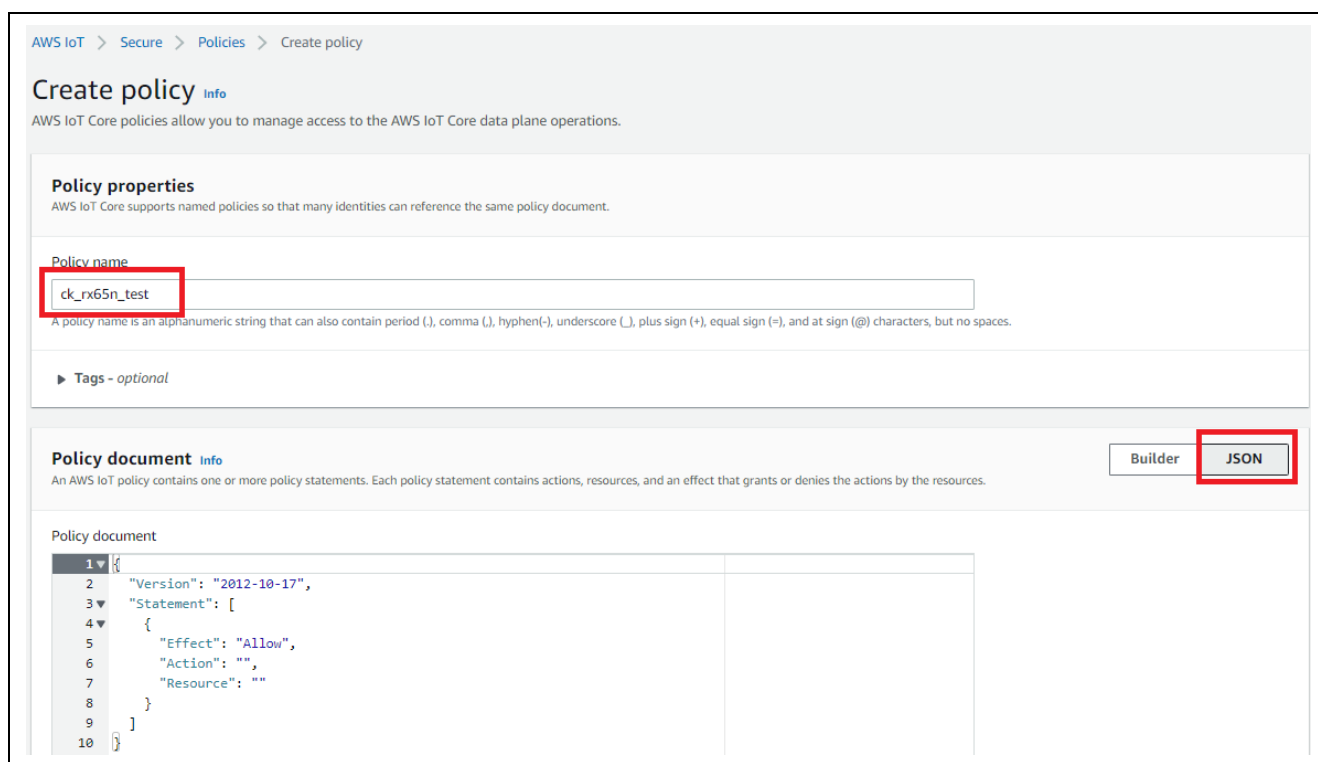 AWS IoT > Secure > Policies > Create policy
Create policy Info
AWS IoT Core policies allow you to manage access to the AWS IoT Core data plane operations.
Policy properties
AWS IoT Core supports named policies so that many identities can reference the same policy document.
Policy name
ck_rx65n_test
A policy name is an alphanumeric string that can also contain period (.), comma (,), hyphen(-), underscore (_), plus sign (+), equal sign (=), and at sign (@) characters, but no spaces.
Tags - optional
Policy document Info
Builder JSON
An AWS IoT policy contains one or more policy statements. Each policy statement contains actions, resources, and an effect that grants or denies the actions by the resources.
Policy document
1 {
2 "Version": "2012-10-17",
3 "Statement": [
4 {
5 "Effect": "Allow",
6 "Action": "",
7 "Resource": ""
8 }
9 ]
10 }